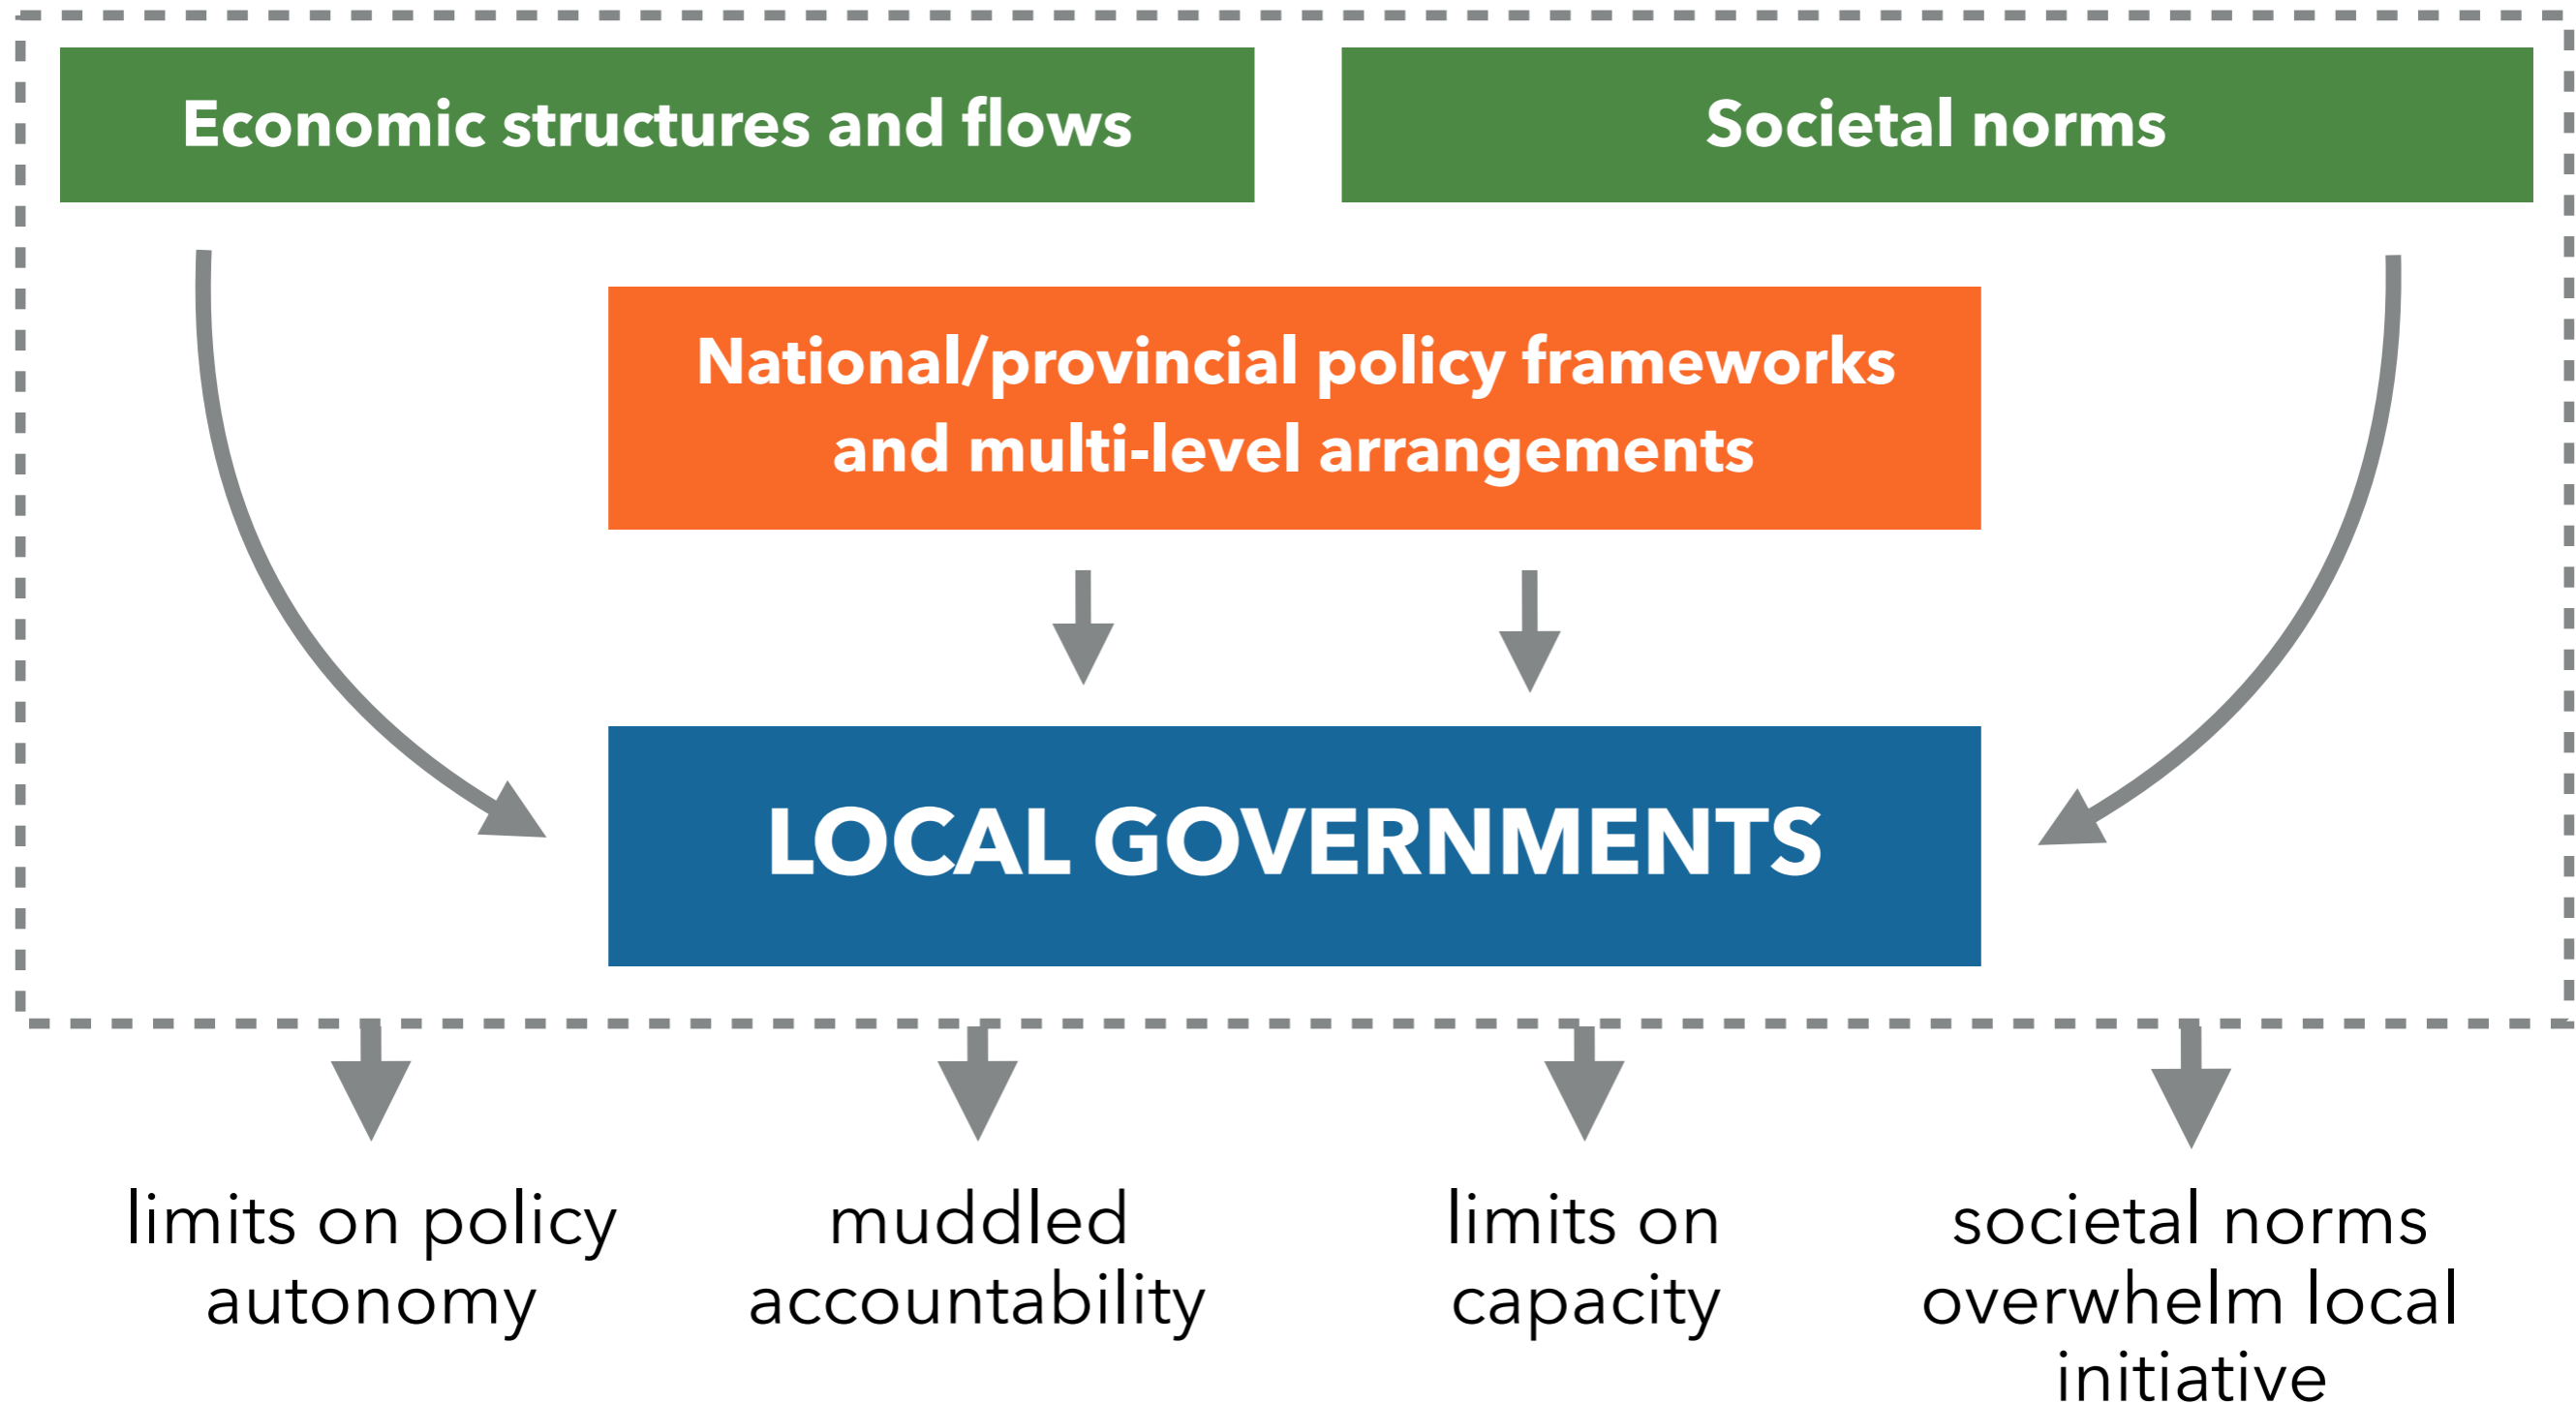 Economic structures and flows
Societal norms
National/provincial policy frameworks
and multi-level arrangements
LOCAL GOVERNMENTS
limits on policy
autonomy
muddled
accountability
limits on
capacity
societal norms
overwhelm local
initiative